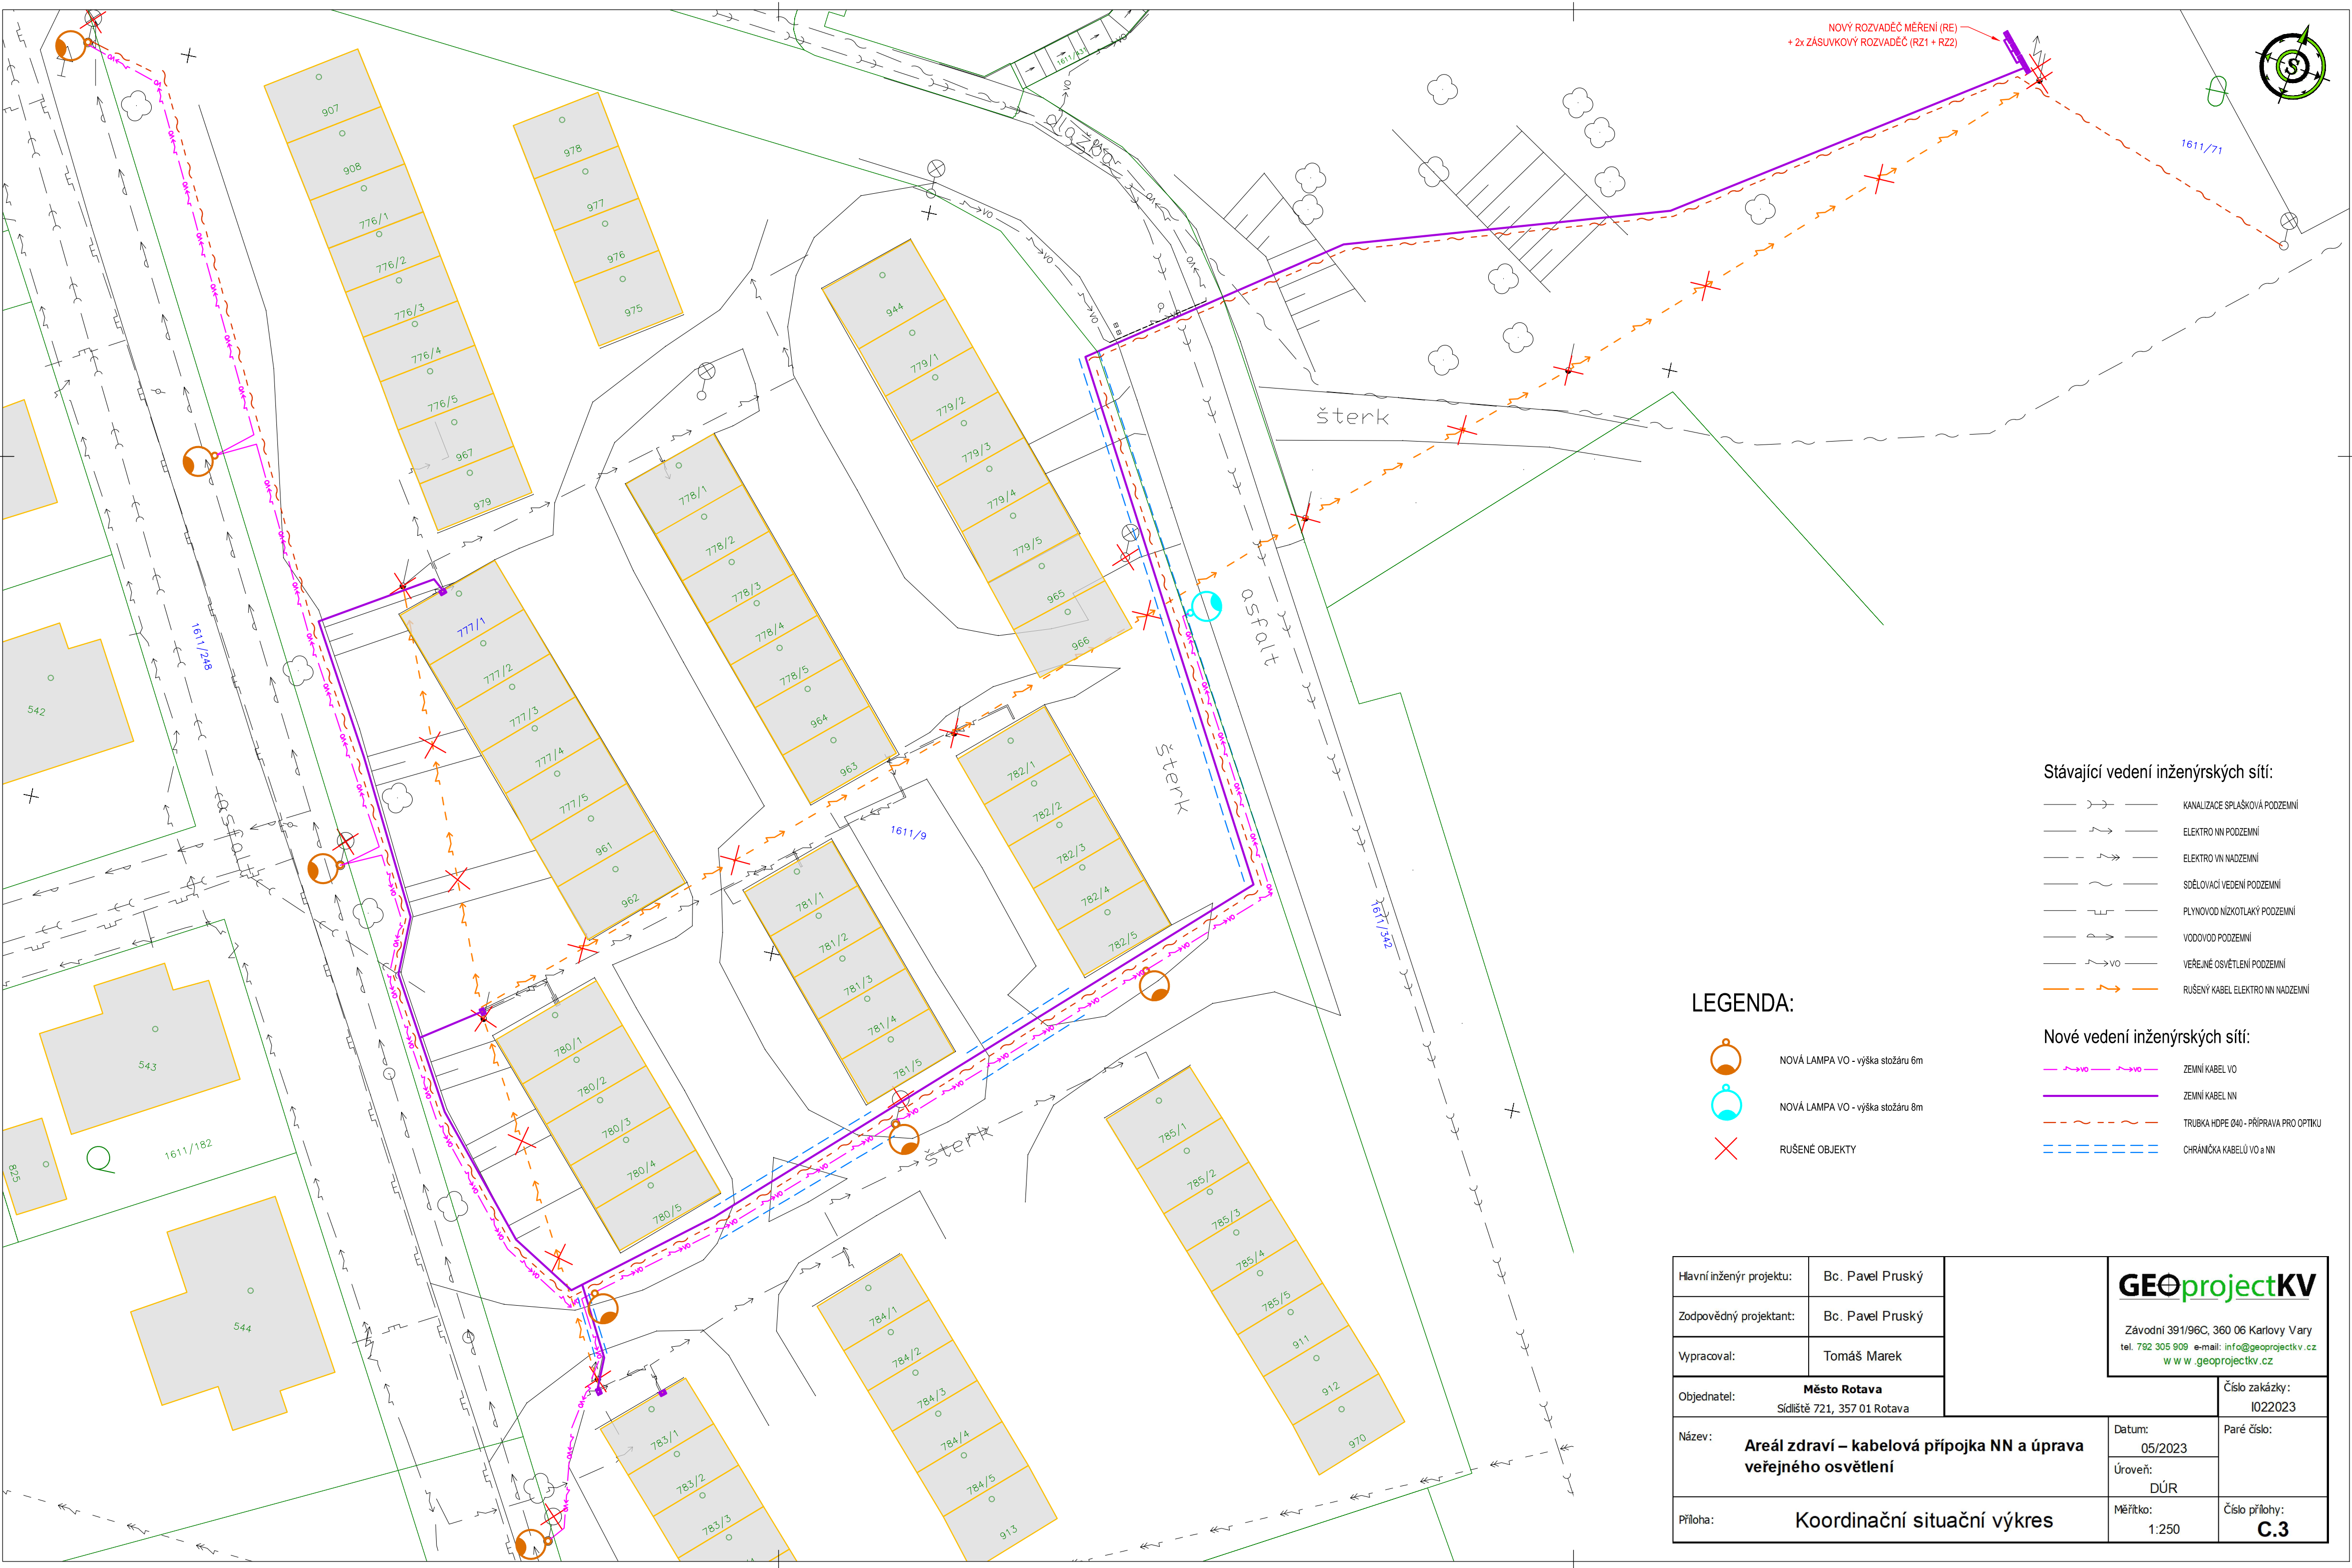 NOVÝ ROZVADĚČ MĚŘENÍ (RE)
+ 2x ZÁSUVKOVÝ ROZVADĚČ (RZ1 + RZ2)
S
1611/71
1611/431
907
908
776/1
776/2
776/3
776/4
776/5
967
979
978
977
976
975
944
779/1
779/2
779/3
779/4
779/5
965
966
778/1
778/2
778/3
778/4
778/5
964
963
777/1
777/2
777/3
777/4
777/5
961
962
782/1
782/2
782/3
782/4
782/5
781/1
781/2
781/3
781/4
781/5
780/1
780/2
780/3
780/4
780/5
785/1
785/2
785/3
785/4
785/5
911
912
970
784/1
784/2
784/3
784/4
784/5
913
783/1
783/2
783/3
542
543
544
825
1611/248
1611/182
1611/9
1611/342
dlažba
šterk
asfalt
šterk
šterk
asfalt
Stávající vedení inženýrských sítí:
KANALIZACE SPLAŠKOVÁ PODZEMNÍ
ELEKTRO NN PODZEMNÍ
ELEKTRO VN NADZEMNÍ
SDĚLOVACÍ VEDENÍ PODZEMNÍ
PLYNOVOD NÍZKOTLAKÝ PODZEMNÍ
VODOVOD PODZEMNÍ
VO VEŘEJNÉ OSVĚTLENÍ PODZEMNÍ
RUŠENÝ KABEL ELEKTRO NN NADZEMNÍ
LEGENDA:
NOVÁ LAMPA VO - výška stožáru 6m
NOVÁ LAMPA VO - výška stožáru 8m
RUŠENÉ OBJEKTY
Nové vedení inženýrských sítí:
VO VO ZEMNÍ KABEL VO
ZEMNÍ KABEL NN
TRUBKA HDPE Ø40 - PŘÍPRAVA PRO OPTIKU
CHRÁNIČKA KABELŮ VO a NN
Hlavní inženýr projektu: Bc. Pavel Pruský
Zodpovědný projektant: Bc. Pavel Pruský
Vypracoval: Tomáš Marek
Objednatel: Město Rotava
Sídliště 721, 357 01 Rotava
GEOprojectKV
Závodní 391/96C, 360 06 Karlovy Vary
tel. 792 305 909 e-mail: info@geoprojectkv.cz
www.geoprojectkv.cz
Číslo zakázky:
I022023
Název: Areál zdraví – kabelová přípojka NN a úprava
veřejného osvětlení
Datum:
05/2023
Paré číslo:
Úroveň:
DÚR
Příloha: Koordinační situační výkres
Měřítko:
1:250
Číslo přílohy:
C.3